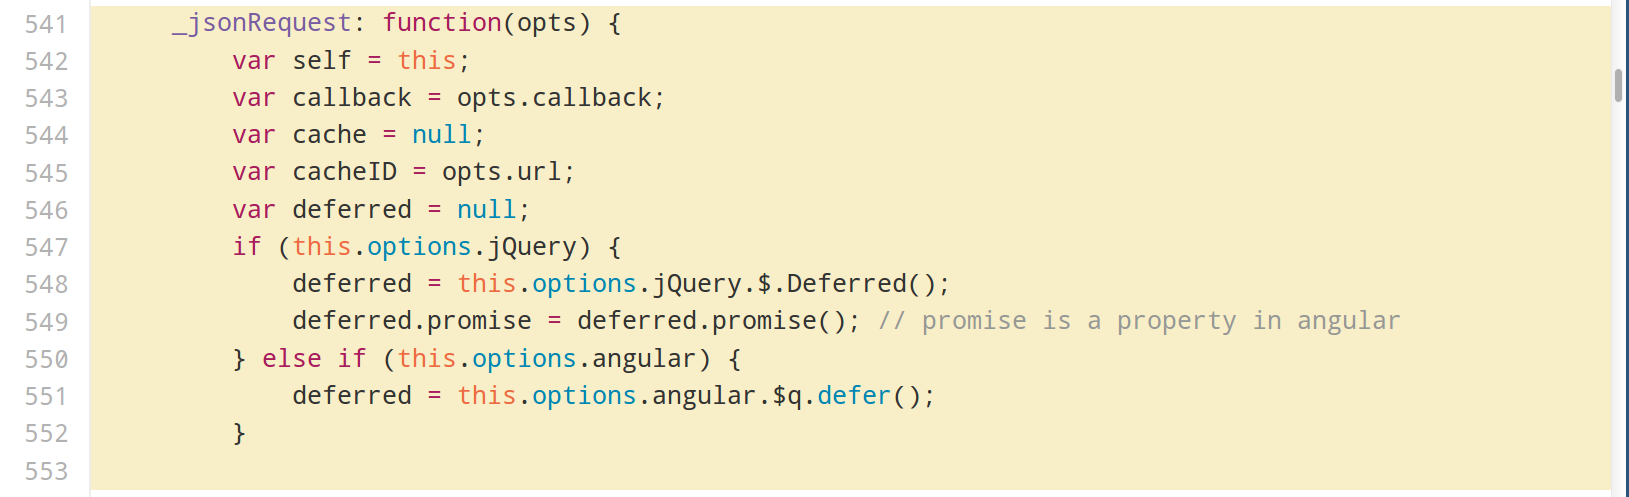 541 _jsonRequest: function(opts) {
542 var self = this;
543 var callback = opts.callback;
544 var cache = null;
545 var cacheID = opts.url;
546 var deferred = null;
547 if (this.options.jQuery) {
548 deferred = this.options.jQuery.$.Deferred();
549 deferred.promise = deferred.promise(); // promise is a property in angular
550 } else if (this.options.angular) {
551 deferred = this.options.angular.$q.defer();
552 }
553